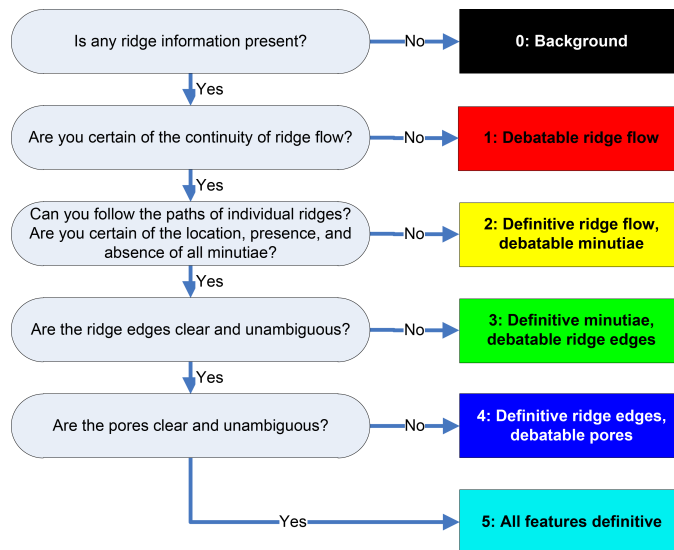 Is any ridge information present?
No
0: Background
Yes
Are you certain of the continuity of ridge flow?
No
1: Debatable ridge flow
Yes
Can you follow the paths of individual ridges?
Are you certain of the location, presence, and
absence of all minutiae?
No
2: Definitive ridge flow,
debatable minutiae
Yes
Are the ridge edges clear and unambiguous?
No
3: Definitive minutiae,
debatable ridge edges
Yes
Are the pores clear and unambiguous?
No
4: Definitive ridge edges,
debatable pores
Yes
5: All features definitive